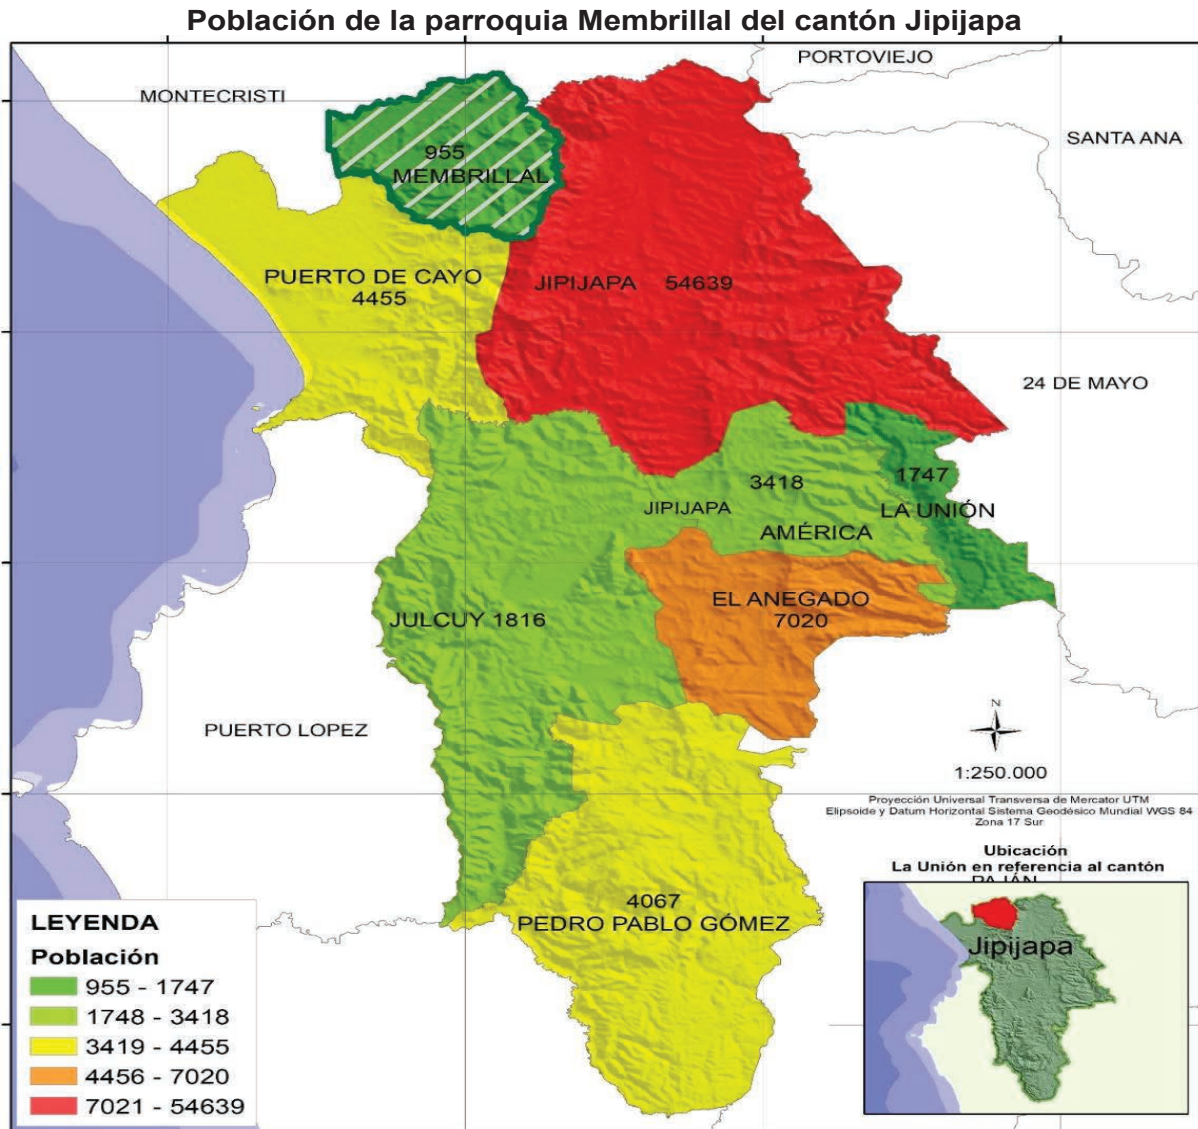 Población de la parroquia Membrillal del cantón Jipijapa
PORTOVIEJO
MONTECRISTI
SANTA ANA
955
MEMBRILLAL
PUERTO DE CAYO
4455
JIPIJAPA 54639
24 DE MAYO
1747
3418
JIPIJAPA
LA UNIÓN
AMÉRICA
EL ANEGADO
7020
JULCUY 1816
PUERTO LOPEZ
N
1:250.000
Proyección Universal Transversa de Mercator UTM
Elipsoide y Datum Horizontal Sistema Geodésico Mundial WGS 84
Zona 17 Sur
Ubicación
La Unión en referencia al cantón
PAJÁN
Jipijapa
4067
PEDRO PABLO GÓMEZ
LEYENDA
Población
955 - 1747
1748 - 3418
3419 - 4455
4456 - 7020
7021 - 54639